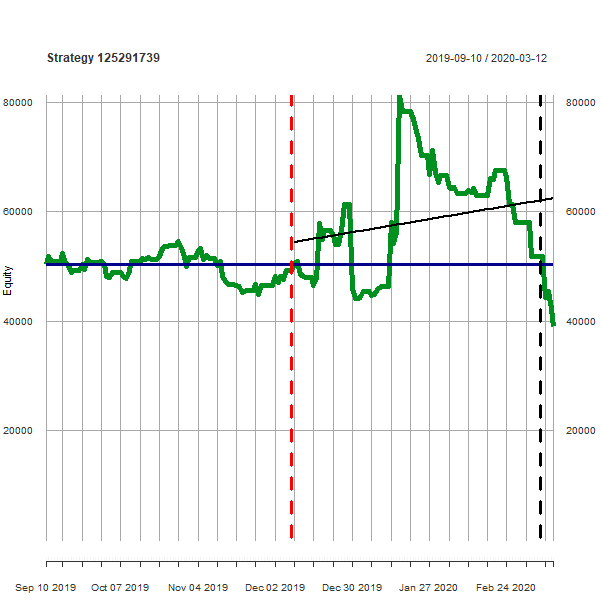 Strategy 125291739
2019-09-10 / 2020-03-12
80000
80000
60000
60000
Equity
40000
40000
20000
20000
Sep 10 2019
Oct 07 2019
Nov 04 2019
Dec 02 2019
Dec 30 2019
Jan 27 2020
Feb 24 2020